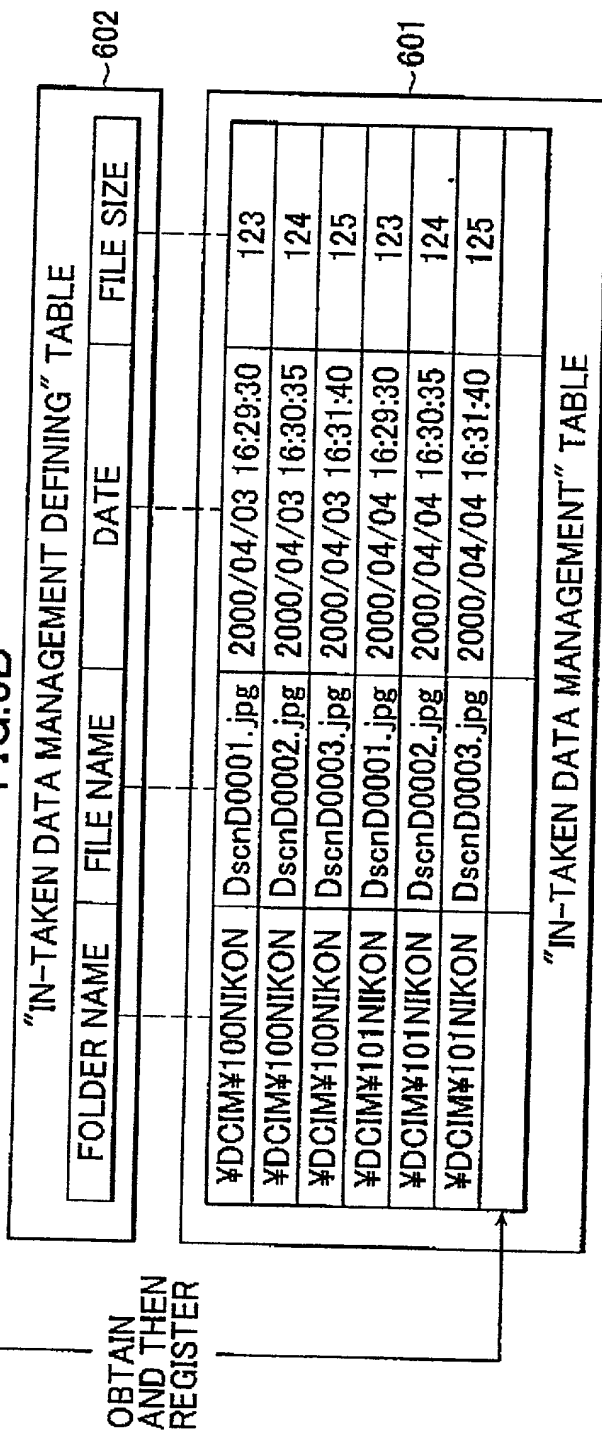 "IN-TAKEN DATA MANAGEMENT DEFINING" TABLE
~602
FOLDER NAME FILE NAME DATE FILE SIZE
OBTAIN
AND THEN
REGISTER
~601
¥DCIM¥100NIKON DscnD0001.jpg 2000/04/03 16:29:30 123
¥DCIM¥100NIKON DscnD0002.jpg 2000/04/03 16:30:35 124
¥DCIM¥100NIKON DscnD0003.jpg 2000/04/03 16:31:40 125
¥DCIM¥101NIKON DscnD0001.jpg 2000/04/04 16:29:30 123
¥DCIM¥101NIKON DscnD0002.jpg 2000/04/04 16:30:35 124
¥DCIM¥101NIKON DscnD0003.jpg 2000/04/04 16:31:40 125
"IN-TAKEN DATA MANAGEMENT" TABLE